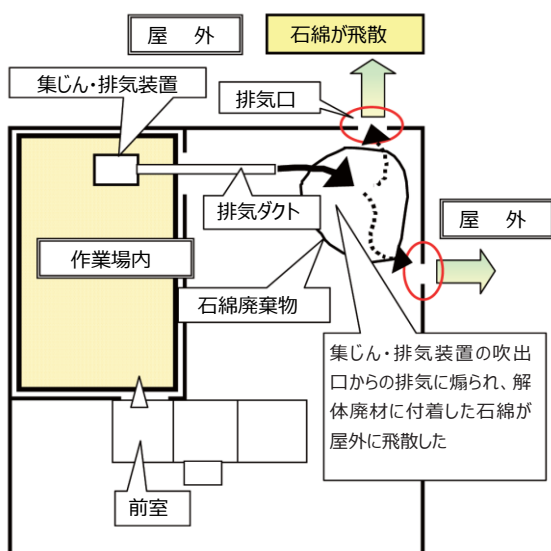 屋　外
石綿が飛散
集じん・排気装置
排気口
排気ダクト
屋　外
作業場内
石綿廃棄物
集じん・排気装置の吹出
口からの排気に煽られ、解
体廃材に付着した石綿が
屋外に飛散した
前室